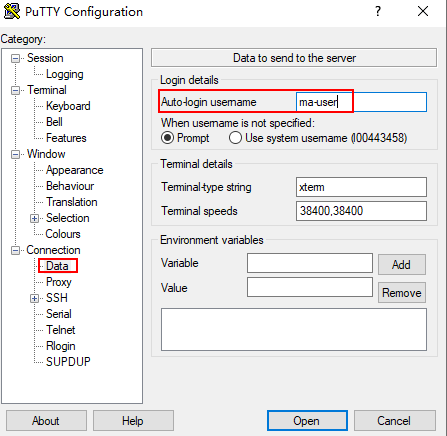 PuTTY Configuration
?
×
Category:
Session
Logging
Terminal
Keyboard
Bell
Features
Window
Appearance
Behaviour
Translation
Selection
Colours
Connection
Data
Proxy
SSH
Serial
Telnet
Rlogin
SUPDUP
Data to send to the server
Login details
Auto-login username
ma-user
When username is not specified:
Prompt
Use system username (l00443458)
Terminal details
Terminal-type string
xterm
Terminal speeds
38400,38400
Environment variables
Variable
Add
Value
Remove
About
Help
Open
Cancel